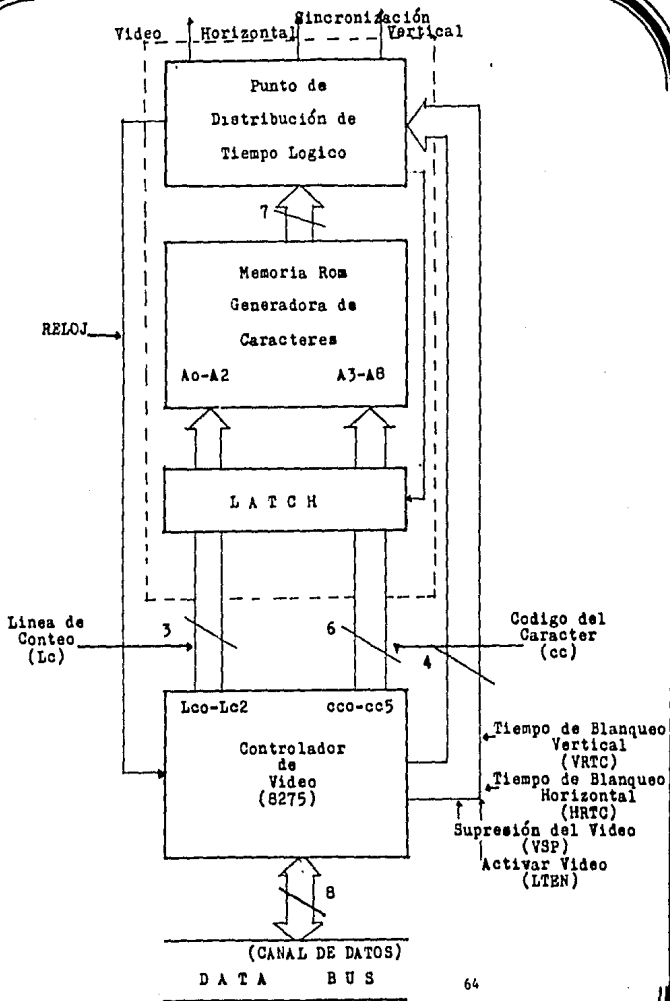 Sincronización
Video Horizontal Vertical
Punto de
Distribución de
Tiempo Logico
7
Memoria Rom
Generadora de
Caracteres
RELOJ
Ao-A2 A3-A8
L A T C H
Linea de
Conteo
(Lc)
3
6
Codigo del
Caracter
(cc)
4
Lco-Lc2 cco-cc5
Controlador
de
Video
(8275)
Tiempo de Blanqueo
Vertical
(VRTC)
Tiempo de Blanqueo
Horizontal
(HRTC)
Supresión del Video
(VSP)
Activar Video
(LTEN)
8
(CANAL DE DATOS)
D A T A B U S
64